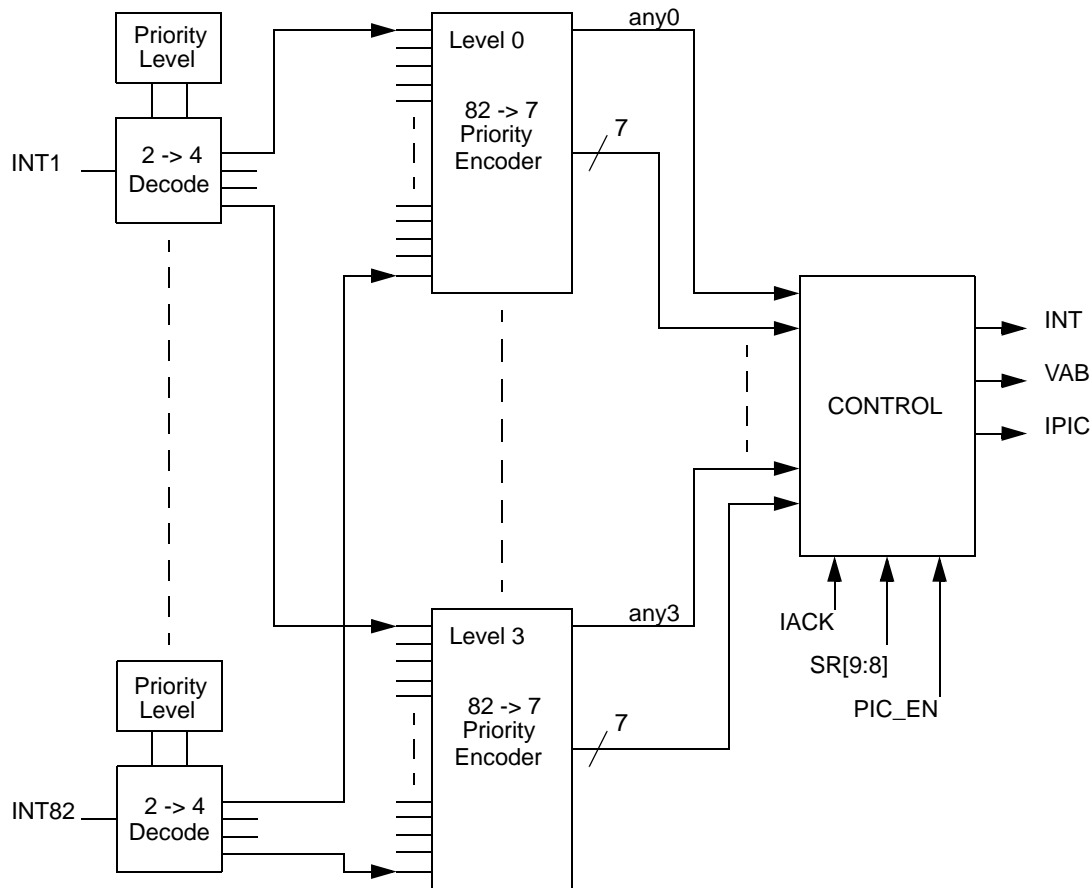 Priority
Level
INT1
2 -> 4
Decode
Level 0
82 -> 7
Priority
Encoder
any0
7
CONTROL
INT
VAB
IPIC
IACK
SR[9:8]
PIC_EN
Priority
Level
INT82
2 -> 4
Decode
Level 3
82 -> 7
Priority
Encoder
any3
7